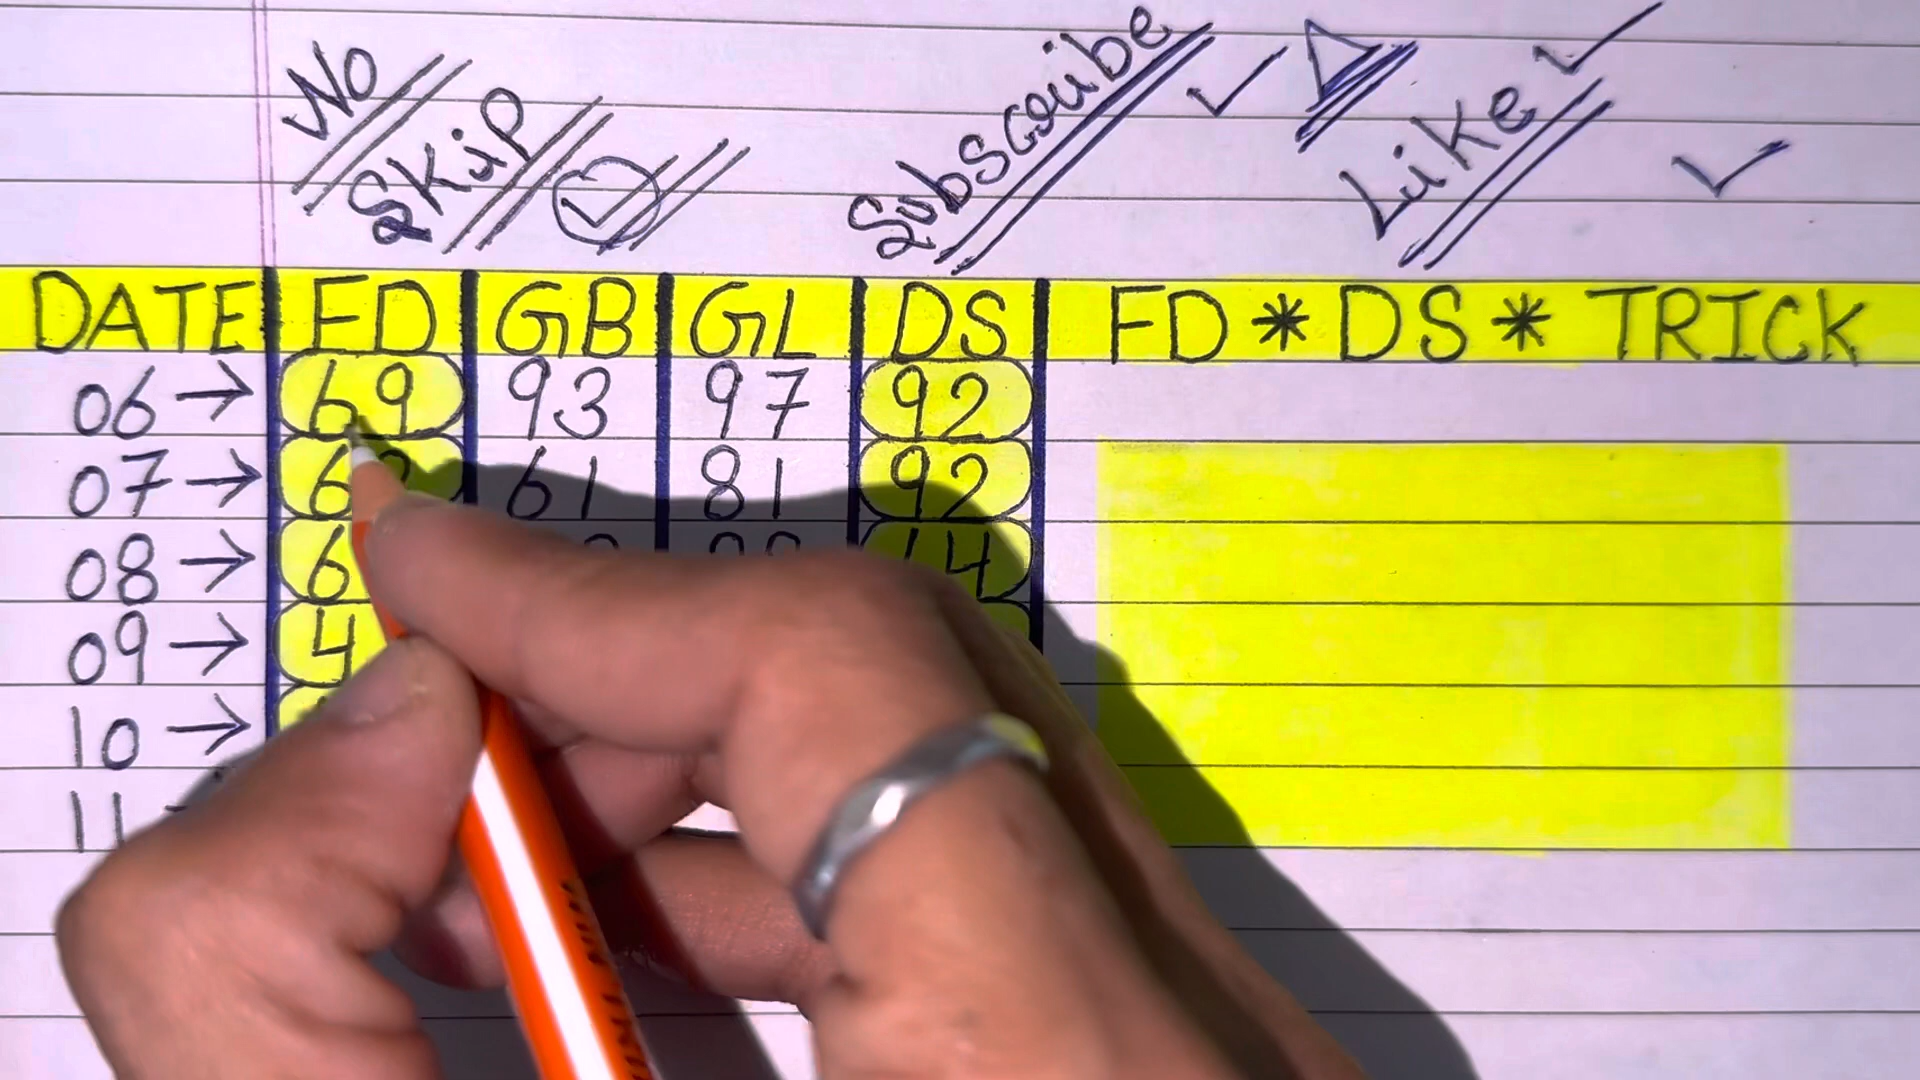 No
Skip
Subscribe
Like
DATE FD GB GL DS FD * DS * TRICK
06 → 69 93 97 92
07 → 61 81 92
08 → 6
09 → 4
10 →
11